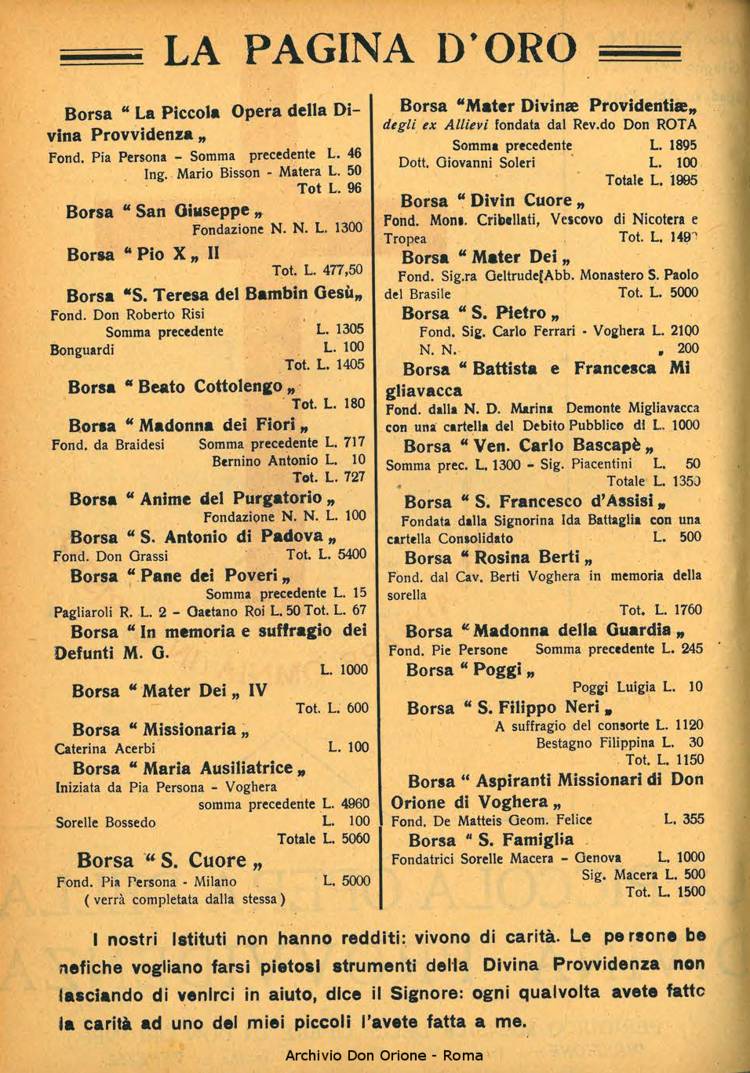 LA PAGINA D'ORO
Borsa “ La Piccola Opera della Di-
vina Provvidenza „
Fond. Pia Persona - Somma precedente L. 46
Ing. Mario Bisson - Matera L. 50
Tot L. 96
Borsa “ San Giuseppe „
Fondazione N. N. L. 1300
Borsa “ Pio X „ II
Tot. L. 477,50
Borsa “S. Teresa del Bambin Gesù„
Fond. Don Roberto Risi
Somma precedente L. 1305
Bonguardi L. 100
Tot. L. 1405
Borsa “ Beato Cottolengo „
Tot. L. 180
Borsa “ Madonna dei Fiori „
Fond. da Braidesi Somma precedente L. 717
Bernino Antonio L. 10
Tot. L. 727
Borsa “ Anime del Purgatorio „
Fondazione N. N. L. 100
Borsa “ S. Antonio di Padova „
Fond. Don Grassi Tot. L. 5400
Borsa “ Pane dei Poveri „
Somma precedente L. 15
Pagliaroli R. L. 2 - Gaetano Roi L. 50 Tot. L. 67
Borsa “ In memoria e suffragio dei
Defunti M. G.
L. 1000
Borsa “ Mater Dei „ IV
Tot. L. 600
Borsa “ Missionaria „
Caterina Acerbi L. 100
Borsa “ Maria Ausiliatrice „
Iniziata da Pia Persona - Voghera
somma precedente L. 4960
Sorelle Bossedo L. 100
Totale L. 5060
Borsa “ S. Cuore „
Fond. Pia Persona - Milano L. 5000
( verrà completata dalla stessa )
Borsa “Mater Divinæ Providentiæ„
degli ex Allievi fondata dal Rev.do Don ROTA
Somma precedente L. 1895
Dott. Giovanni Soleri L. 100
Totale L. 1995
Borsa “ Divin Cuore „
Fond. Mons. Cribellati, Vescovo di Nicotera e
Tropea Tot. L.
Borsa “ Mater Dei „
Fond. Sig.ra Geltrude[Abb. Monastero S. Paolo
del Brasile Tot. L. 5000
Borsa “ S. Pietro „
Fond. Sig. Carlo Ferrari - Voghera L. 2100
N. N. „ 200
Borsa “ Battista e Francesca Mi
gliavacca
Fond. dalla N. D. Marina Demonte Migliavacca
con una cartella del Debito Pubblico di L. 1000
Borsa “ Ven. Carlo Bascapè „
Somma prec. L. 1300 - Sig. Piacentini L. 50
Totale L. 1350
Borsa “ S. Francesco d'Assisi „
Fondata dalla Signorina Ida Battaglia con una
cartella Consolidato L. 500
Borsa “ Rosina Berti „
Fond. dal Cav. Berti Voghera in memoria della
sorella
Tot. L. 1760
Borsa “ Madonna della Guardia „
Fond. Pie Persone Somma precedente L. 245
Borsa “ Poggi „
Poggi Luigia L. 10
Borsa “ S. Filippo Neri „
A suffragio del consorte L. 1120
Bestagno Filippina L. 30
Tot. L. 1150
Borsa “ Aspiranti Missionari di Don
Orione di Voghera „
Fond. De Matteis Geom. Felice L. 355
Borsa “ S. Famiglia
Fondatrici Sorelle Macera - Genova L. 1000
Sig. Macera L. 500
Tot. L. 1500
I nostri Istituti non hanno redditi: vivono di carità. Le persone be
nefiche vogliano farsi pietosi strumenti della Divina Provvidenza non
lasciando di venirci in aiuto, dice il Signore: ogni qualvolta avete fatto
la carità ad uno dei miei piccoli l'avete fatta a me.
Archivio Don Orione - Roma